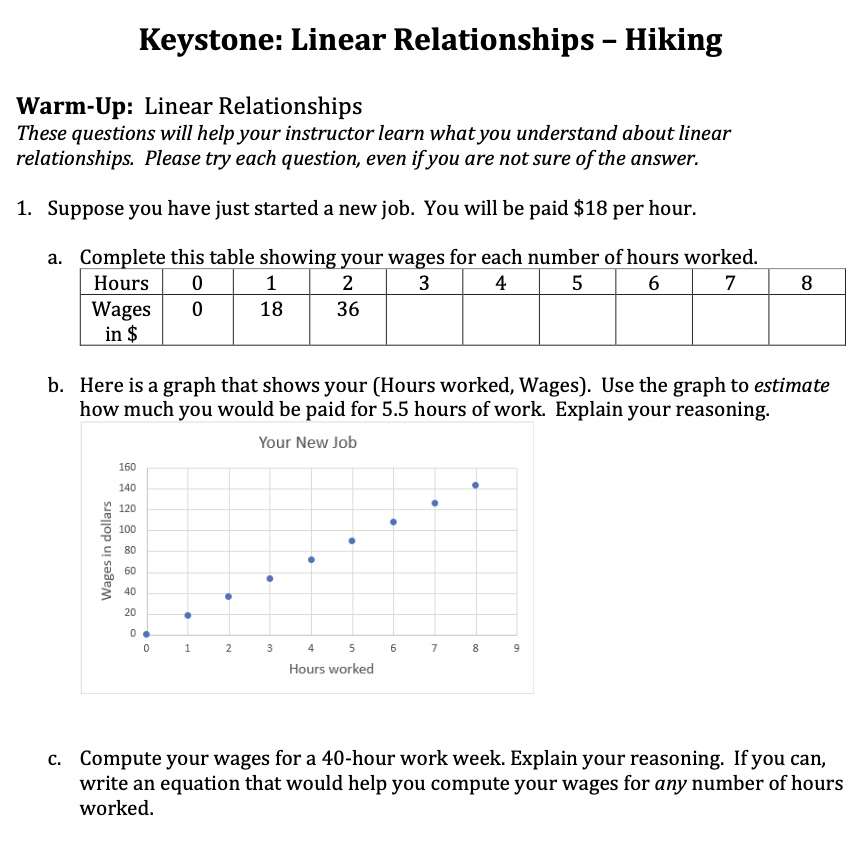 Keystone: Linear Relationships – Hiking
Warm-Up: Linear Relationships
These questions will help your instructor learn what you understand about linear
relationships. Please try each question, even if you are not sure of the answer.
1. Suppose you have just started a new job. You will be paid $18 per hour.
a. Complete this table showing your wages for each number of hours worked.
Hours 0 1 2 3 4 5 6 7 8
Wages 0 18 36
in $
b. Here is a graph that shows your (Hours worked, Wages). Use the graph to estimate
how much you would be paid for 5.5 hours of work. Explain your reasoning.
Your New Job
Wages in dollars
160
140
120
100
80
60
40
20
0
0 1 2 3 4 5 6 7 8 9
Hours worked
c. Compute your wages for a 40-hour work week. Explain your reasoning. If you can,
write an equation that would help you compute your wages for any number of hours
worked.